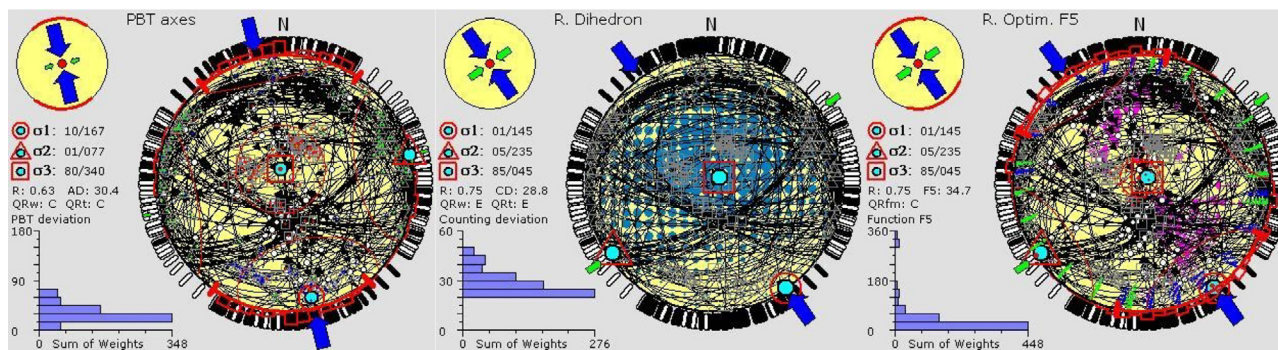 PBT axes
N
σ1: 10/167
σ2: 01/077
σ3: 80/340
R: 0.63 AD: 30.4
QRw: C QRt: C
PBT deviation
180
90
0
0 Sum of Weights 348
R. Dihedron
N
σ1: 01/145
σ2: 05/235
σ3: 85/045
R: 0.75 CD: 28.8
QRw: E QRt: E
Counting deviation
60
30
0
0 Sum of Weights 276
R. Optim. F5
N
σ1: 01/145
σ2: 05/235
σ3: 85/045
R: 0.75 F5: 34.7
QRfm: C
Function F5
360
180
0
0 Sum of Weights 448